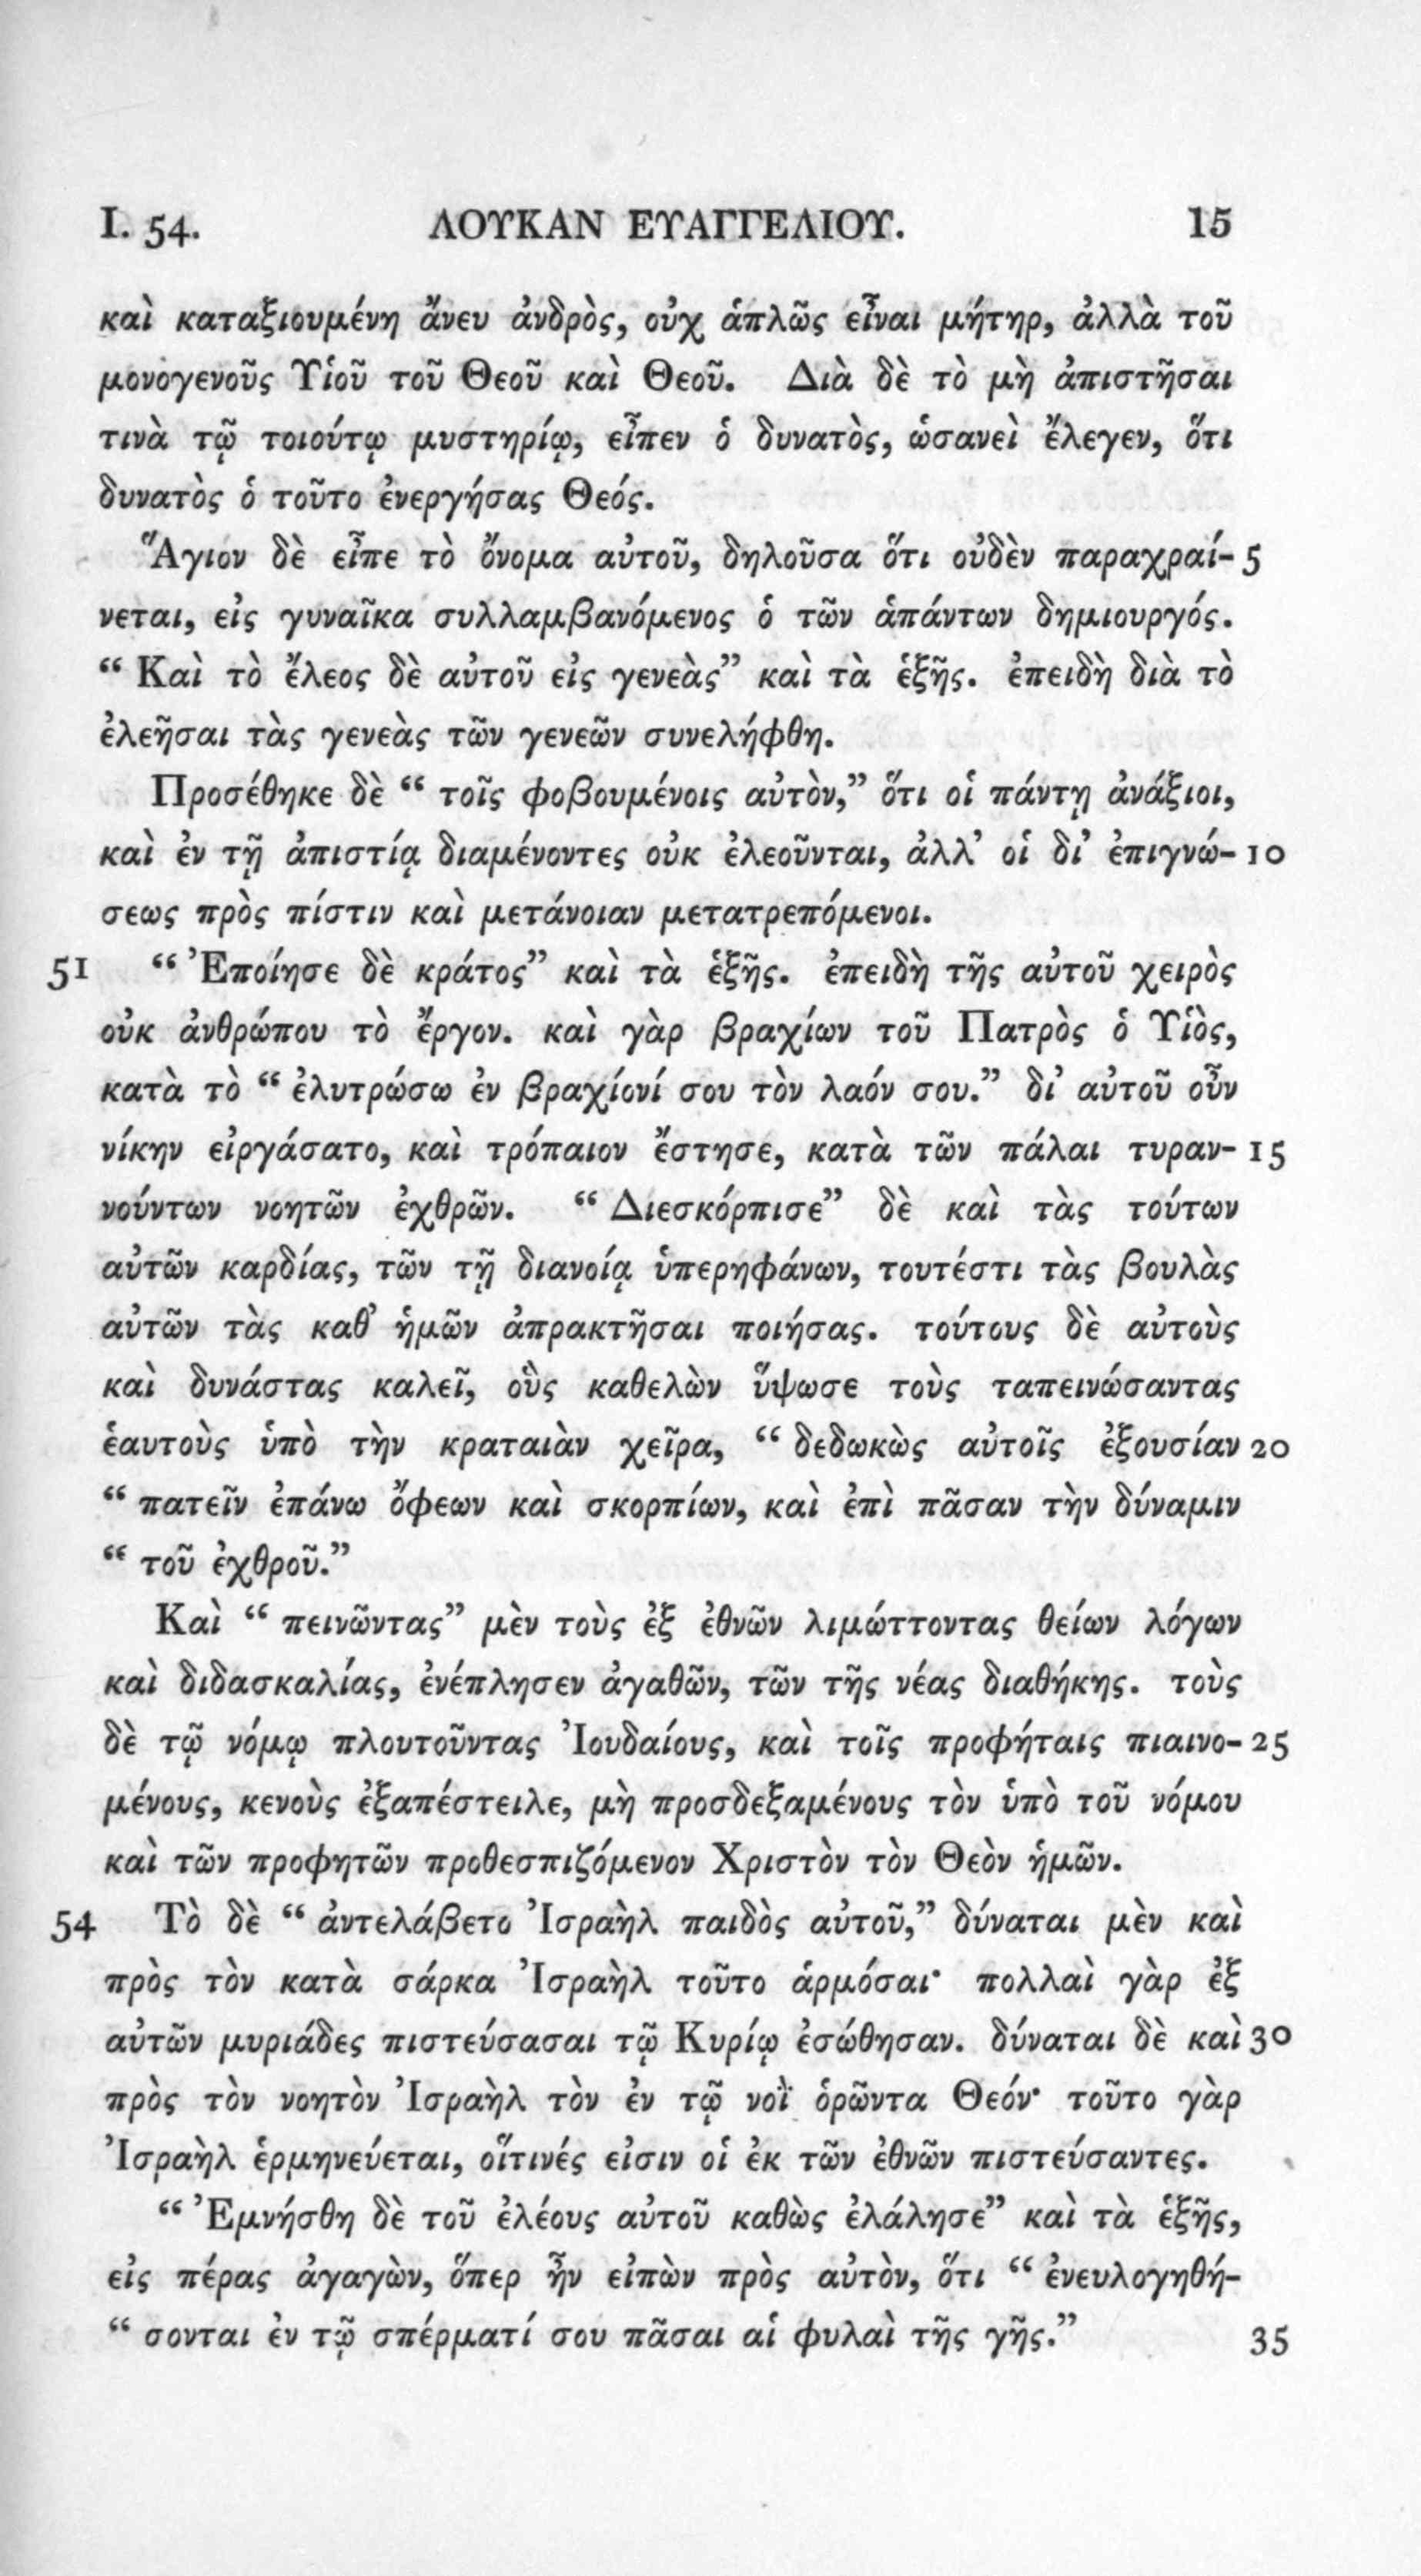 I. 54. ΛΟΥΚΑΝ ΕΥΑΓΓΕΛΙΟΥ. 15
καὶ καταξιουμένη ἄνευ ἀνδρὸς, οὐχ ἁπλῶς εἶναι μήτηρ, ἀλλὰ τοῦ
μονογενοῦς Υἱοῦ τοῦ Θεοῦ καὶ Θεοῦ. Διὰ δὲ τὸ μὴ ἀπιστῆσαι
τινὰ τῷ τοιούτῳ μυστηρίῳ, εἶπεν ὁ δυνατὸς, ὡσανεὶ ἔλεγεν, ὅτι
δυνατὸς ὁ τοῦτο ἐνεργήσας Θεός.
Ἅγιον δὲ εἶπε τὸ ὄνομα αὐτοῦ, δηλοῦσα ὅτι οὐδὲν παραχραί- 5
νεται, εἰς γυναῖκα συλλαμβανόμενος ὁ τῶν ἁπάντων δημιουργός.
“ Καὶ τὸ ἔλεος δὲ αὐτοῦ εἰς γενεὰς” καὶ τὰ ἑξῆς. ἐπειδὴ διὰ τὸ
ἐλεῆσαι τὰς γενεὰς τῶν γενεῶν συνελήφθη.
Προσέθηκε δὲ “ τοῖς φοβουμένοις αὐτὸν,” ὅτι οἱ πάντῃ ἀνάξιοι,
καὶ ἐν τῇ ἀπιστίᾳ διαμένοντες οὐκ ἐλεοῦνται, ἀλλ’ οἱ δι’ ἐπιγνώ- 10
σεως πρὸς πίστιν καὶ μετάνοιαν μετατρεπόμενοι.
51 “ Ἐποίησε δὲ κράτος” καὶ τὰ ἑξῆς. ἐπειδὴ τῆς αὐτοῦ χειρὸς
οὐκ ἀνθρώπου τὸ ἔργον. καὶ γὰρ βραχίων τοῦ Πατρὸς ὁ Υἱὸς,
κατὰ τὸ “ ἐλυτρώσω ἐν βραχίονί σου τὸν λαόν σου.” δι’ αὐτοῦ οὖν
νίκην εἰργάσατο, καὶ τρόπαιον ἔστησε, κατὰ τῶν πάλαι τυραν- 15
νούντων νοητῶν ἐχθρῶν. “ Διεσκόρπισε” δὲ καὶ τὰς τούτων
αὐτῶν καρδίας, τῶν τῇ διανοίᾳ ὑπερηφάνων, τουτέστι τὰς βουλὰς
αὐτῶν τὰς καθ’ ἡμῶν ἀπρακτῆσαι ποιήσας. τούτους δὲ αὐτοὺς
καὶ δυνάστας καλεῖ, οὓς καθελὼν ὕψωσε τοὺς ταπεινώσαντας
ἑαυτοὺς ὑπὸ τὴν κραταιὰν χεῖρα, “ δεδωκὼς αὐτοῖς ἐξουσίαν 20
“ πατεῖν ἐπάνω ὄφεων καὶ σκορπίων, καὶ ἐπὶ πᾶσαν τὴν δύναμιν
“ τοῦ ἐχθροῦ.”
Καὶ “ πεινῶντας” μὲν τοὺς ἐξ ἐθνῶν λιμώττοντας θείων λόγων
καὶ διδασκαλίας, ἐνέπλησεν ἀγαθῶν, τῶν τῆς νέας διαθήκης. τοὺς
δὲ τῷ νόμῳ πλουτοῦντας Ἰουδαίους, καὶ τοῖς προφήταις πιαινο- 25
μένους, κενοὺς ἐξαπέστειλε, μὴ προσδεξαμένους τὸν ὑπὸ τοῦ νόμου
καὶ τῶν προφητῶν προθεσπιζόμενον Χριστὸν τὸν Θεὸν ἡμῶν.
54 Τὸ δὲ “ ἀντελάβετο Ἰσραὴλ παιδὸς αὐτοῦ,” δύναται μὲν καὶ
πρὸς τὸν κατὰ σάρκα Ἰσραὴλ τοῦτο ἁρμόσαι· πολλαὶ γὰρ ἐξ
αὐτῶν μυριάδες πιστεύσασαι τῷ Κυρίῳ ἐσώθησαν. δύναται δὲ καὶ 30
πρὸς τὸν νοητὸν Ἰσραὴλ τὸν ἐν τῷ νοῒ ὁρῶντα Θεόν· τοῦτο γὰρ
Ἰσραὴλ ἑρμηνεύεται, οἵτινές εἰσιν οἱ ἐκ τῶν ἐθνῶν πιστεύσαντες.
“ Ἐμνήσθη δὲ τοῦ ἐλέους αὐτοῦ καθὼς ἐλάλησε” καὶ τὰ ἑξῆς,
εἰς πέρας ἀγαγὼν, ὅπερ ἦν εἰπὼν πρὸς αὐτὸν, ὅτι “ ἐνευλογηθή-
“ σονται ἐν τῷ σπέρματί σου πᾶσαι αἱ φυλαὶ τῆς γῆς.” 35